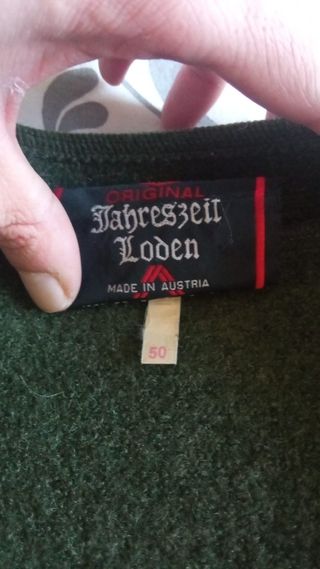 ORIGINAL
Jahreszeit
Loden
MADE IN AUSTRIA
50